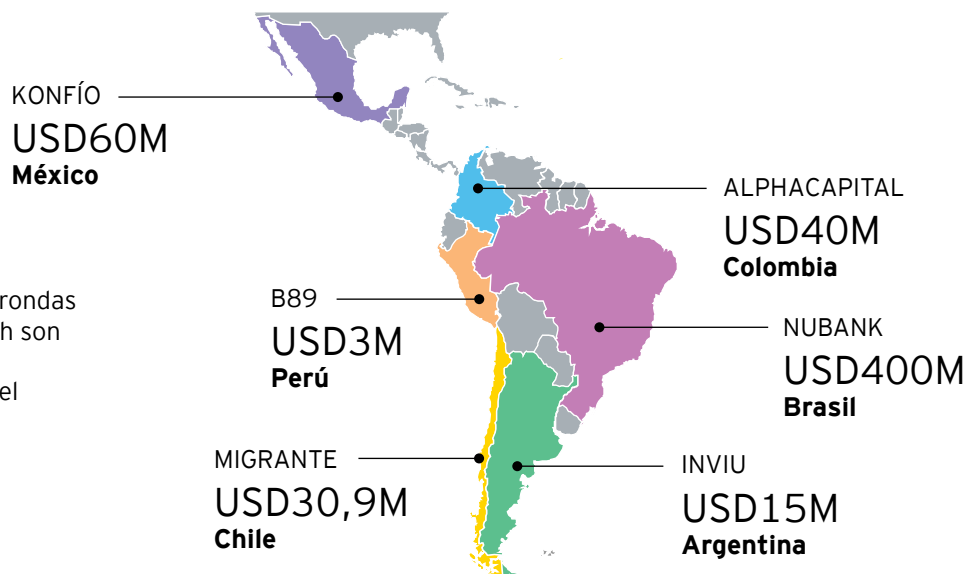 KONFÍO
USD60M
México
ALPHACAPITAL
USD40M
Colombia
rondas
h son
el
B89
USD3M
Perú
NUBANK
USD400M
Brasil
MIGRANTE
USD30,9M
Chile
INVIU
USD15M
Argentina